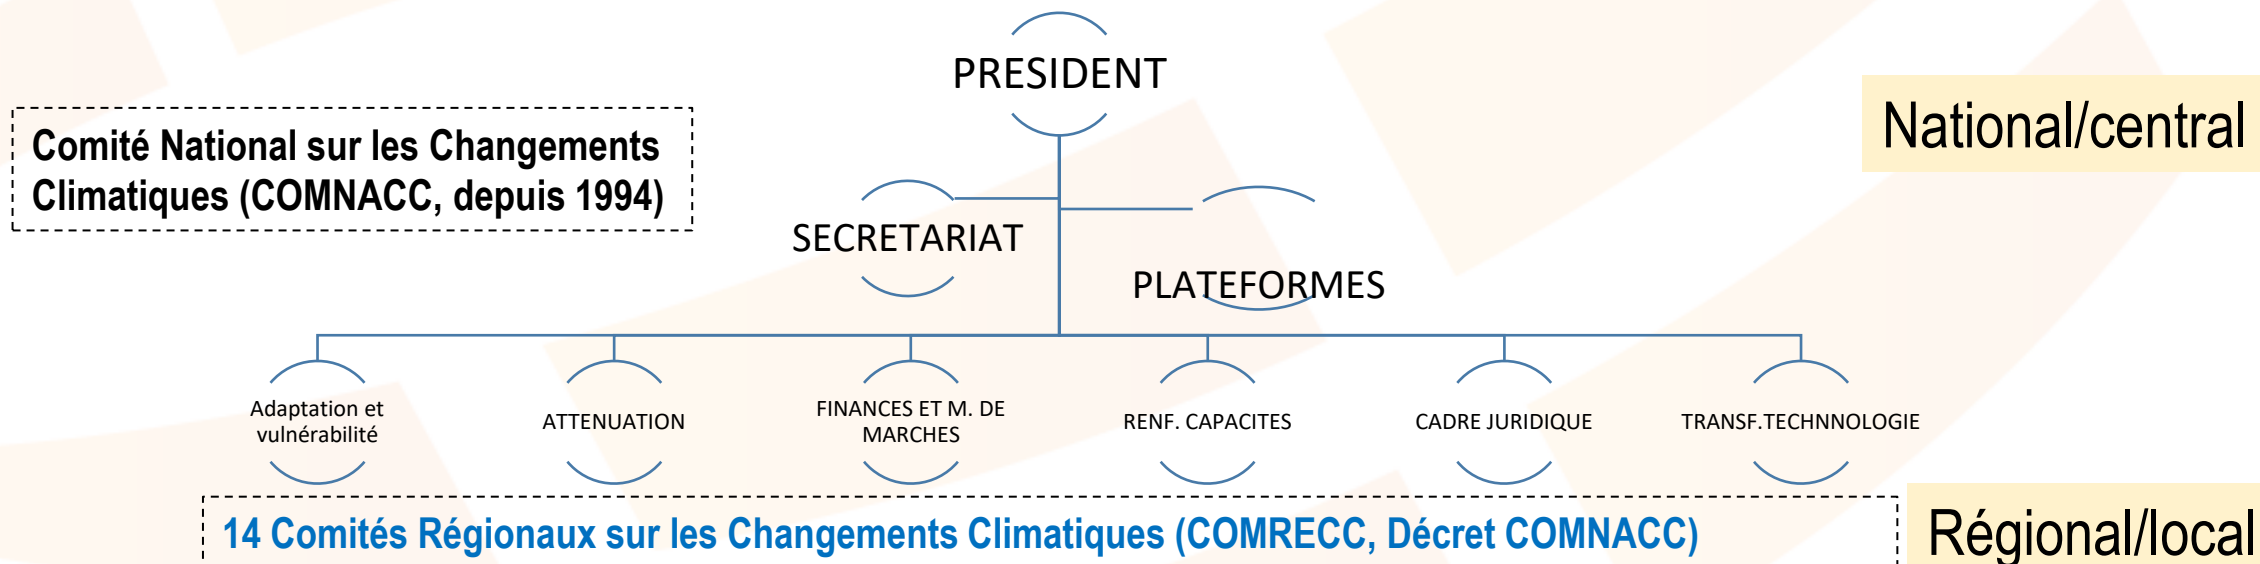 PRESIDENT
National/central
Comité National sur les Changements
Climatiques (COMNACC, depuis 1994)
SECRETARIAT
PLATEFORMES
Adaptation et
vulnérabilité
ATTENUATION
FINANCES ET M. DE
MARCHES
RENF. CAPACITES
CADRE JURIDIQUE
TRANSF.TECHNNOLOGIE
14 Comités Régionaux sur les Changements Climatiques (COMRECC, Décret COMNACC)
Régional/local